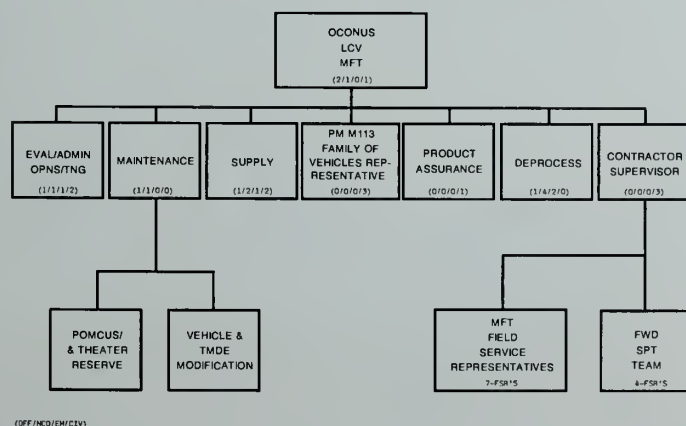 OCONUS
LCV
MFT
(2/1/0/1)
EVAL/ADMIN
OPNS/TNG
(1/1/1/2)
MAINTENANCE
(1/1/0/0)
SUPPLY
(1/2/1/2)
PM M113
FAMILY OF
VEHICLES REP-
RESENTATIVE
(0/0/0/3)
PRODUCT
ASSURANCE
(0/0/0/1)
DEPROCESS
(1/4/2/0)
CONTRACTOR
SUPERVISOR
(0/0/0/3)
POMCUS/
& THEATER
RESERVE
VEHICLE &
TMDE
MODIFICATION
MFT
FIELD
SERVICE
REPRESENTATIVES
7-FSR'S
FWD
SPT
TEAM
4-FSR'S
(OFF/NCO/EM/CIV)